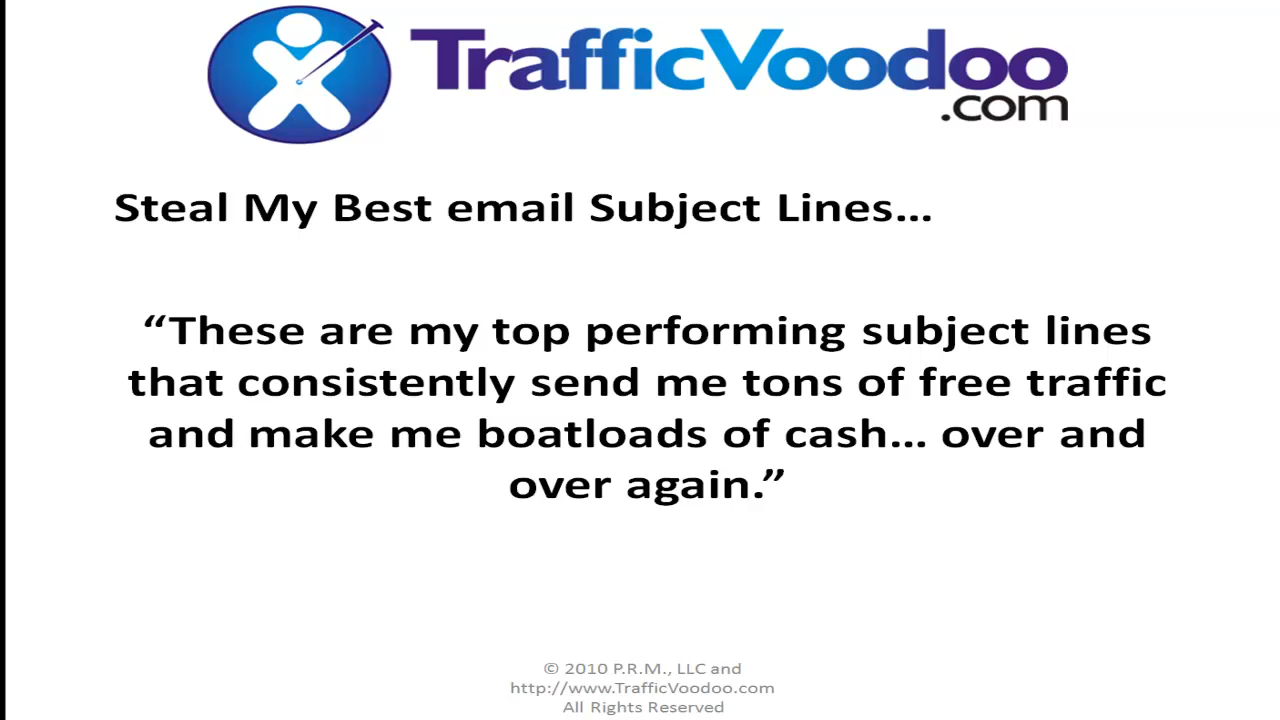 TrafficVoodoo
.com
Steal My Best email Subject Lines...
“These are my top performing subject lines
that consistently send me tons of free traffic
and make me boatloads of cash... over and
over again.”
© 2010 P.R.M., LLC and
http://www.TrafficVoodoo.com
All Rights Reserved